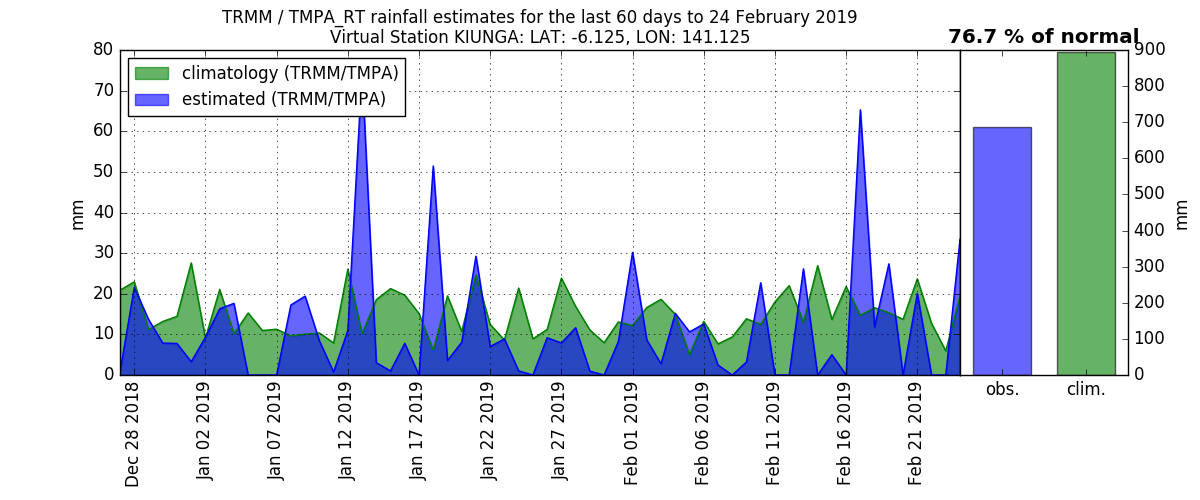 TRMM / TMPA_RT rainfall estimates for the last 60 days to 24 February 2019
Virtual Station KIUNGA: LAT: -6.125, LON: 141.125
76.7 % of normal
climatology (TRMM/TMPA)
estimated (TRMM/TMPA)
mm
80
70
60
50
40
30
20
10
0
Dec 28 2018
Jan 02 2019
Jan 07 2019
Jan 12 2019
Jan 17 2019
Jan 22 2019
Jan 27 2019
Feb 01 2019
Feb 06 2019
Feb 11 2019
Feb 16 2019
Feb 21 2019
obs.
clim.
900
800
700
600
500
400
300
200
100
0
mm